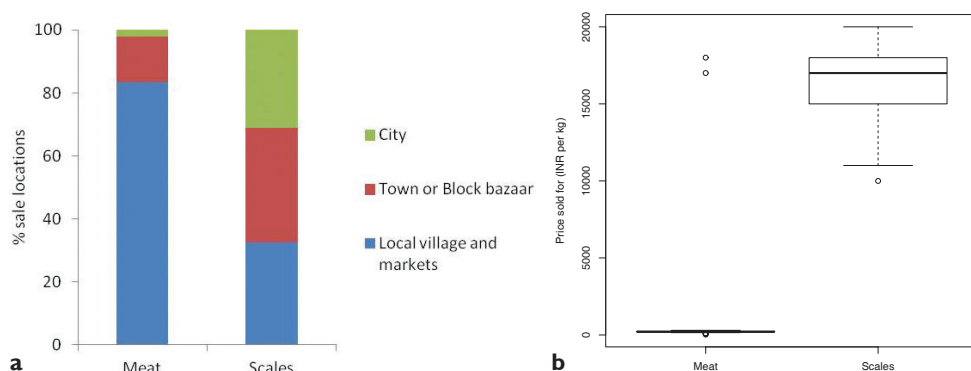 100
80
60
40
20
0
% sale locations
Meat
Scales
City
Town or Block bazaar
Local village and
markets
a
20000
15000
10000
5000
0
Price sold for (INR per kg)
Meat
Scales
b